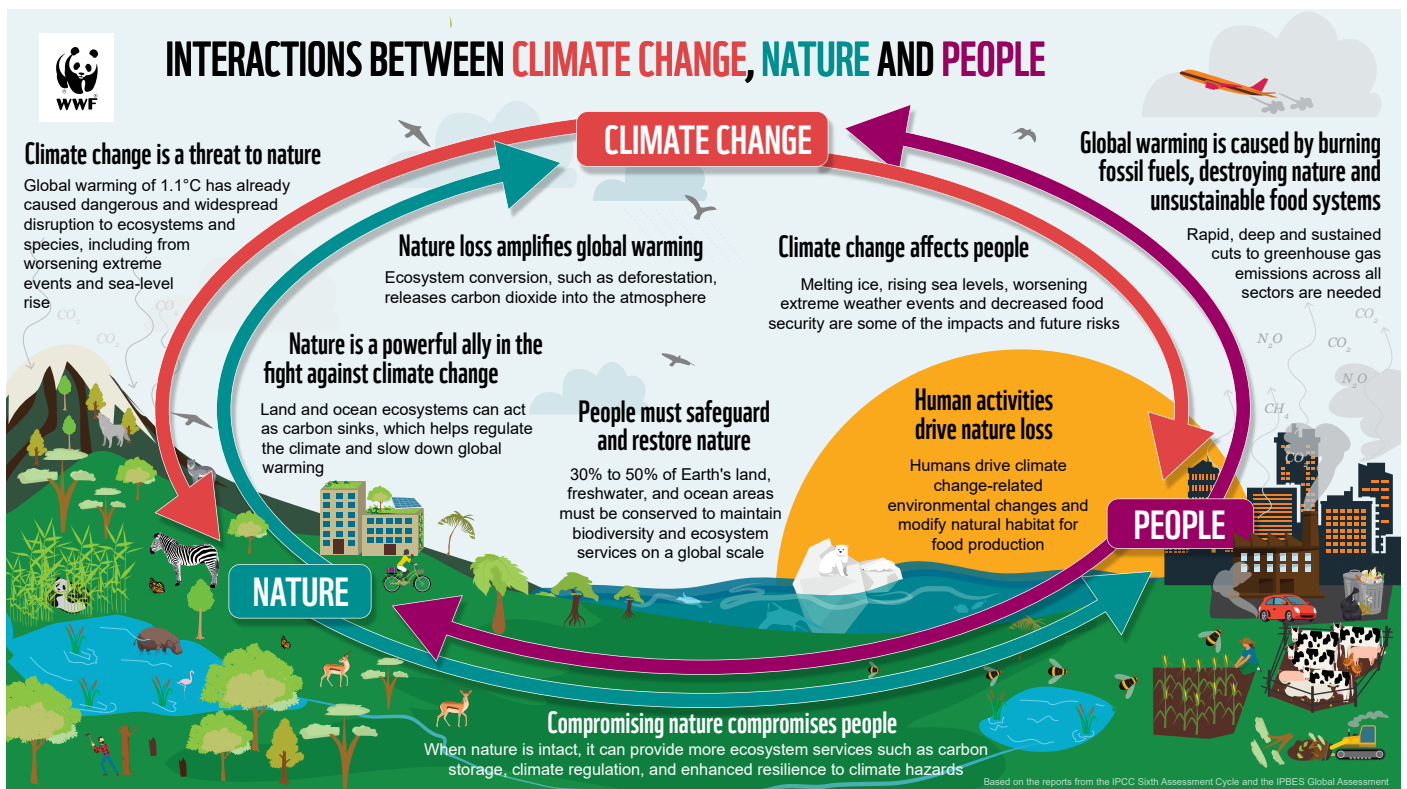 WWF
INTERACTIONS BETWEEN CLIMATE CHANGE, NATURE AND PEOPLE
CLIMATE CHANGE
Climate change is a threat to nature
Global warming of 1.1°C has already
caused dangerous and widespread
disruption to ecosystems and
species, including from
worsening extreme
events and sea-level
rise
CO2
CO2
CO2
Nature loss amplifies global warming
Ecosystem conversion, such as deforestation,
releases carbon dioxide into the atmosphere
Nature is a powerful ally in the
fight against climate change
Land and ocean ecosystems can act
as carbon sinks, which helps regulate
the climate and slow down global
warming
People must safeguard
and restore nature
30% to 50% of Earth's land,
freshwater, and ocean areas
must be conserved to maintain
biodiversity and ecosystem
services on a global scale
Climate change affects people
Melting ice, rising sea levels, worsening
extreme weather events and decreased food
security are some of the impacts and future risks
Human activities
drive nature loss
Humans drive climate
change-related
environmental changes and
modify natural habitat for
food production
Global warming is caused by burning
fossil fuels, destroying nature and
unsustainable food systems
Rapid, deep and sustained
cuts to greenhouse gas
emissions across all
sectors are needed
CO2
N2O
CO2
N2O
CH4
CO2
PEOPLE
NATURE
Compromising nature compromises people
When nature is intact, it can provide more ecosystem services such as carbon
storage, climate regulation, and enhanced resilience to climate hazards
Based on the reports from the IPCC Sixth Assessment Cycle and the IPBES Global Assessment